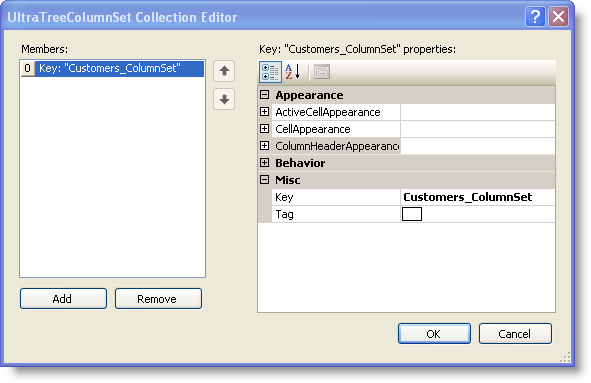 UltraTreeColumnSet Collection Editor
Members:
0 Key: "Customers_ColumnSet"
Add
Remove
Key: "Customers_ColumnSet" properties:
Appearance
ActiveCellAppearance
CellAppearance
ColumnHeaderAppearance
Behavior
Misc
Key Customers_ColumnSet
Tag
OK
Cancel